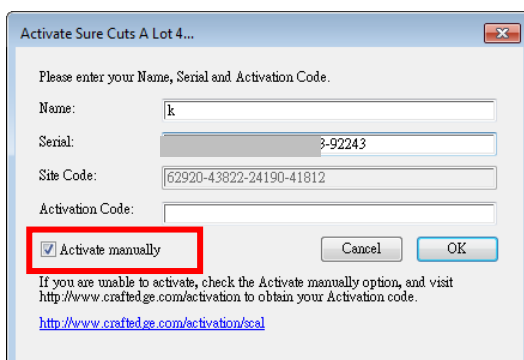 Activate Sure Cuts A Lot 4...
Please enter your Name, Serial and Activation Code.
Name: k
Serial: 3-92243
Site Code: 62920-43822-24190-41812
Activation Code:
Activate manually Cancel OK
If you are unable to activate, check the Activate manually option, and visit
http://www.craftedge.com/activation to obtain your Activation code.
http://www.craftedge.com/activation/scal